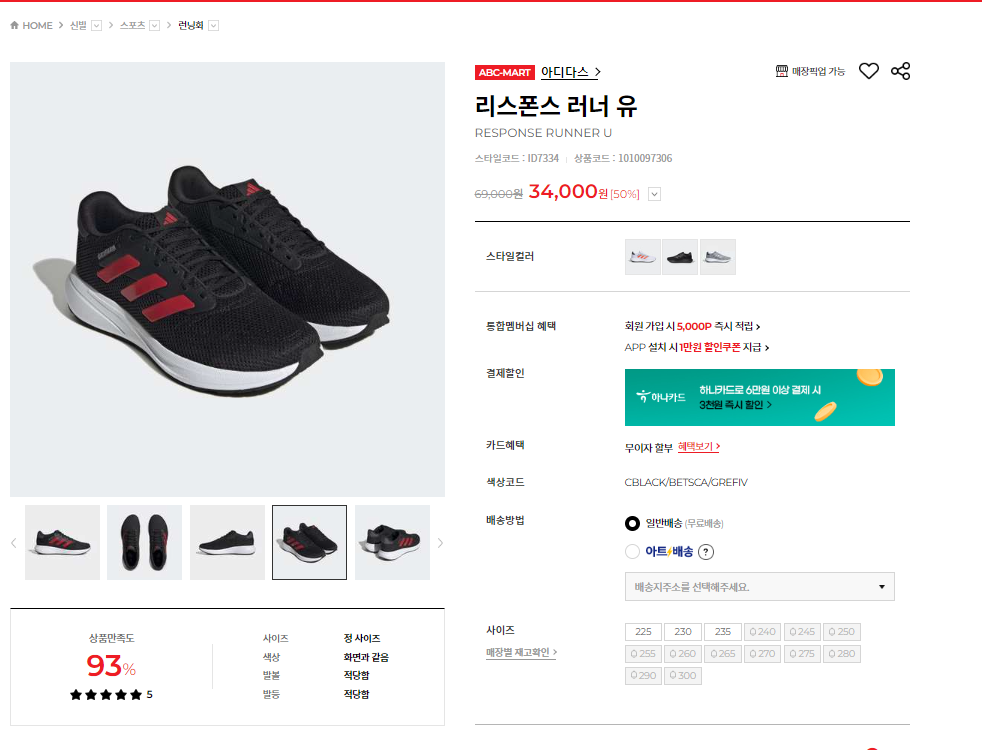 HOME > 신발 > 스포츠 > 런닝화
ABC-MART 아디다스 >
매장픽업 가능
리스폰스 러너 유
RESPONSE RUNNER U
스타일코드 : ID7334 | 상품코드 : 1010097306
69,000원 34,000원 [50%]
스타일컬러
통합멤버십 혜택
회원 가입 시 5,000P 즉시 적립 >
APP 설치 시 1만원 할인쿠폰 지급 >
결제할인
하나카드
하나카드로 6만원 이상 결제 시
3천원 즉시 할인 >
카드혜택
무이자 할부 혜택보기 >
색상코드
CBLACK/BETSCA/GREFIV
배송방법
일반배송 (무료배송)
아트배송 ?
배송지주소를 선택해주세요.
사이즈
매장별 재고확인 >
225 230 235 240 245 250
255 260 265 270 275 280
290 300
상품만족도
93%
★★★★★ 5
사이즈 정 사이즈
색상 화면과 같음
발볼 적당함
발등 적당함